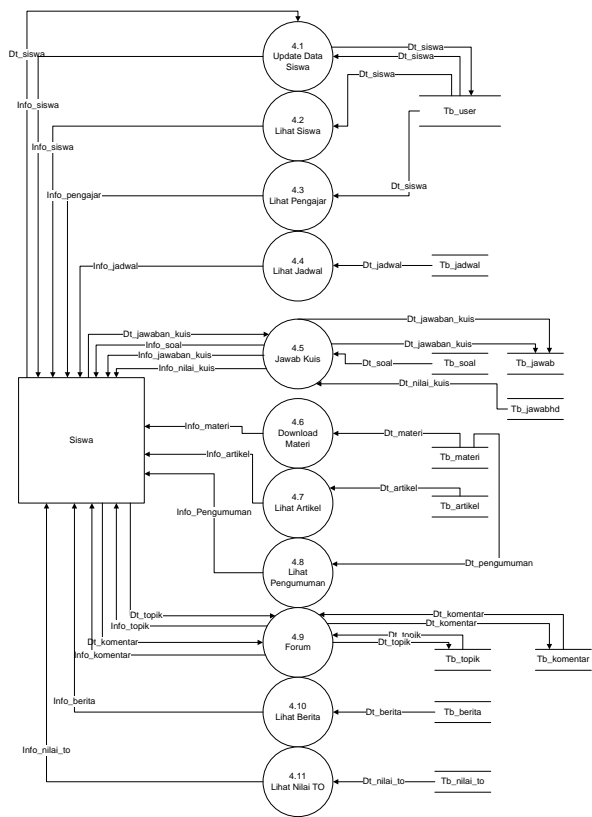 4.1
Update Data
Siswa
Dt_siswa
Dt_siswa
Dt_siswa
Dt_siswa
Tb_user
Info_siswa
4.2
Lihat Siswa
Info_siswa
4.3
Lihat Pengajar
Dt_siswa
Info_pengajar
4.4
Lihat Jadwal
Info_jadwal
Dt_jadwal
Tb_jadwal
Dt_jawaban_kuis
Dt_jawaban_kuis
Info_soal
Info_jawaban_kuis
Info_nilai_kuis
4.5
Jawab Kuis
Dt_jawaban_kuis
Dt_soal
Tb_soal
Tb_jawab
Dt_nilai_kuis
Tb_jawabhd
Siswa
4.6
Download
Materi
Info_materi
Dt_materi
Tb_materi
Info_artikel
4.7
Lihat Artikel
Dt_artikel
Tb_artikel
Info_Pengumuman
4.8
Lihat
Pengumuman
Dt_pengumuman
Dt_topik
Info_topik
Dt_komentar
Info_komentar
4.9
Forum
Dt_komentar
Dt_komentar
Dt_topik
Dt_topik
Tb_topik
Tb_komentar
Info_berita
4.10
Lihat Berita
Dt_berita
Tb_berita
Info_nilai_to
4.11
Lihat Nilai TO
Dt_nilai_to
Tb_nilai_to